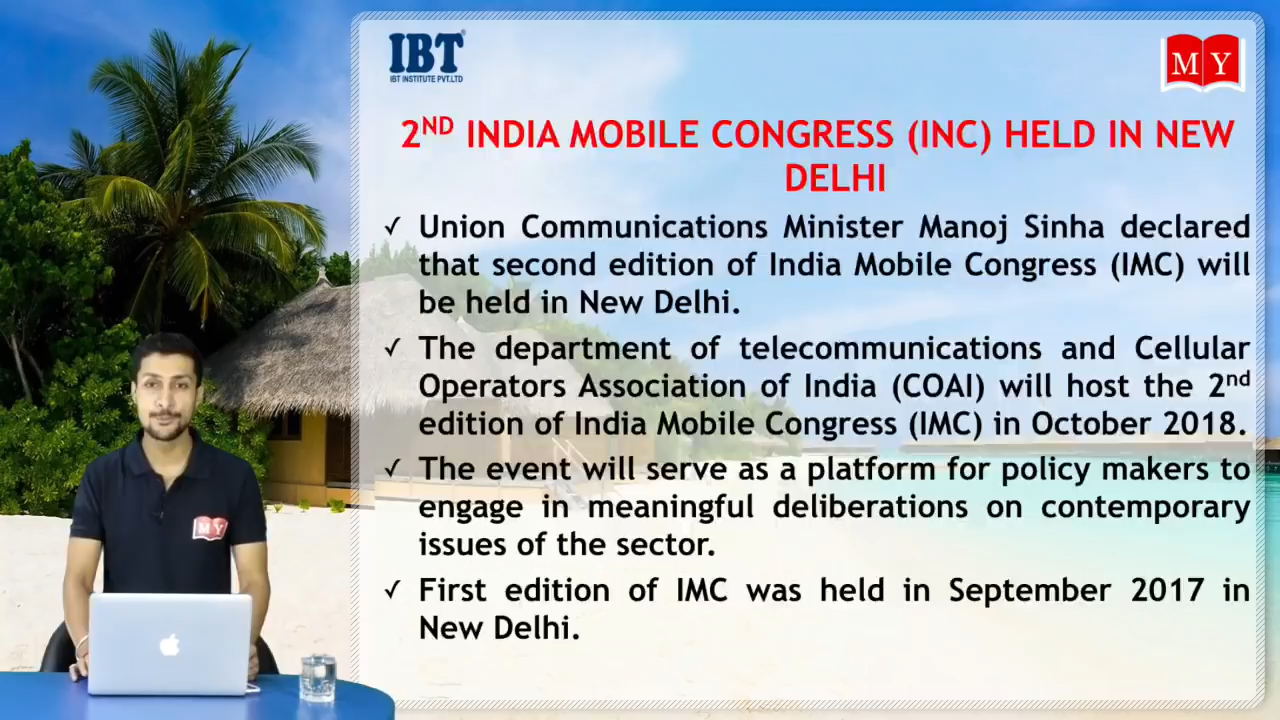 IBT
IBT INSTITUTE PVT.LTD
M Y
2ND INDIA MOBILE CONGRESS (INC) HELD IN NEW
DELHI
✓ Union Communications Minister Manoj Sinha declared
that second edition of India Mobile Congress (IMC) will
be held in New Delhi.
✓ The department of telecommunications and Cellular
Operators Association of India (COAI) will host the 2nd
edition of India Mobile Congress (IMC) in October 2018.
✓ The event will serve as a platform for policy makers to
engage in meaningful deliberations on contemporary
issues of the sector.
✓ First edition of IMC was held in September 2017 in
New Delhi.
M Y